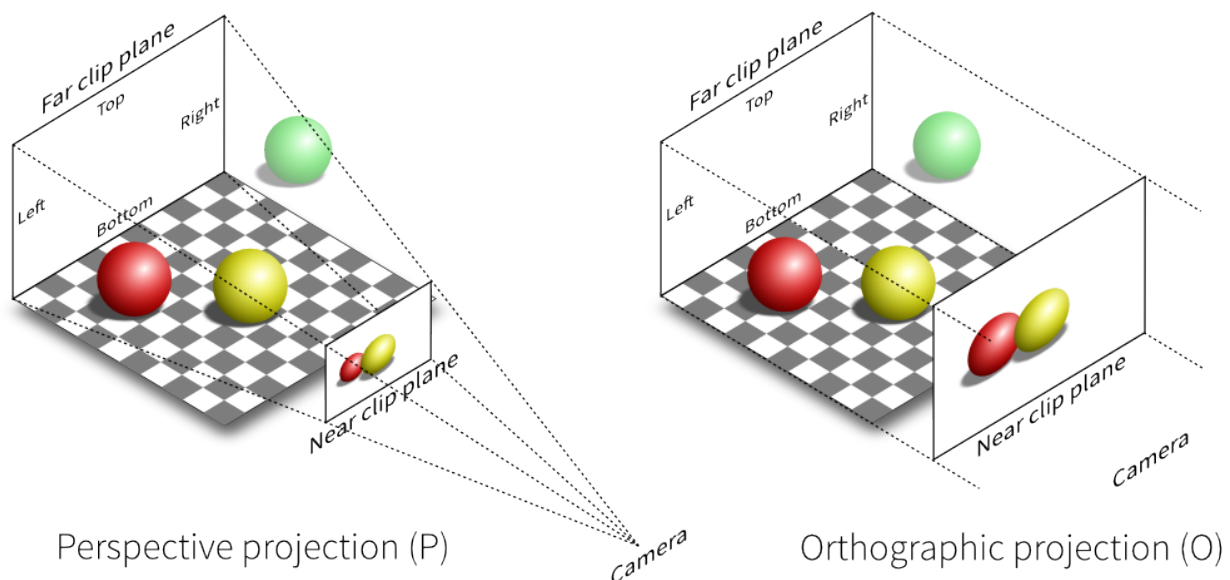 Far clip plane
Top
Right
Left
Bottom
Near clip plane
Camera
Perspective projection (P)
Far clip plane
Top
Right
Left
Bottom
Near clip plane
Camera
Orthographic projection (O)